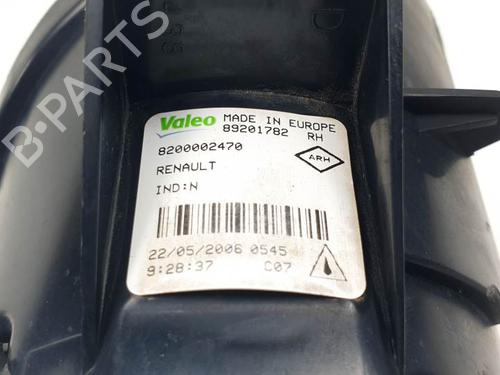 Valeo MADE IN EUROPE
89201782 RH
8200002470
ARH
RENAULT
IND:N
22/05/2006 0545
9:28:37 C07
B-Parts